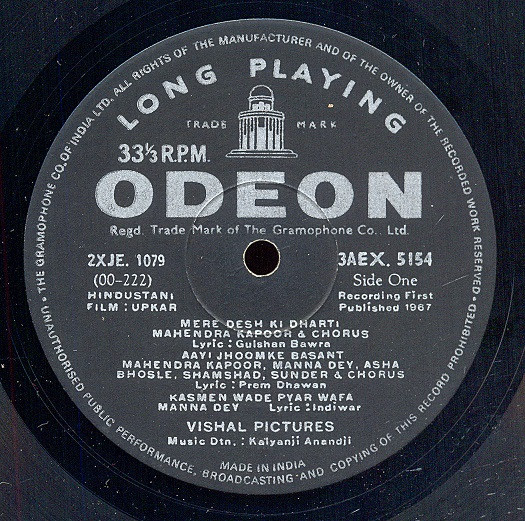 THE GRAMOPHONE CO. OF INDIA LTD. ALL RIGHTS OF THE MANUFACTURER AND OF THE OWNER OF THE RECORDED WORK RESERVED
LONG PLAYING
TRADE MARK
33⅓ R.P.M.
ODEON
Regd. Trade Mark of The Gramophone Co., Ltd.
2XJE. 1079 3AEX. 5154
(OO-222) Side One
HINDUSTANI Recording First
FILM : UPKAR Published 1967
MERE DESH KI DHARTI
MAHENDRA KAPOOR & CHORUS
Lyric : Gulshan Bawra
AAYI JHOOMKE BASANT
MAHENDRA KAPOOR, MANNA DEY, ASHA
BHOSLE, SHAMSHAD, SUNDER & CHORUS
Lyric : Prem Dhawan
KASMEN WADE PYAR WAFA
MANNA DEY Lyric : Indiwar
VISHAL PICTURES
Music Dtn. : Kalyanji Anandji
MADE IN INDIA
UNAUTHORISED PUBLIC PERFORMANCE, BROADCASTING AND COPYING OF THIS RECORD PROHIBITED